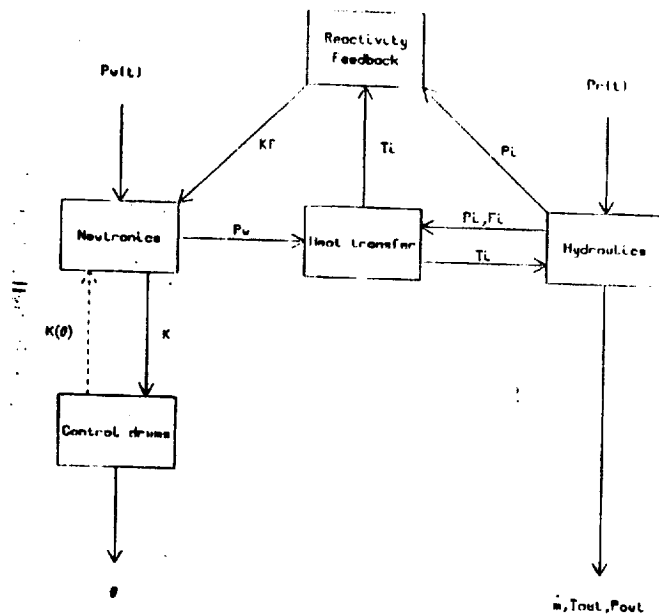 Reactivity
Feedback
Pw(t)
Pr(t)
Kf
Ti
Pi
Neutronics
Pw
Heat transfer
Pi,Fi
Ti
Hydraulics
K(θ)
K
Control drums
θ
ṁ,Tout,Pout